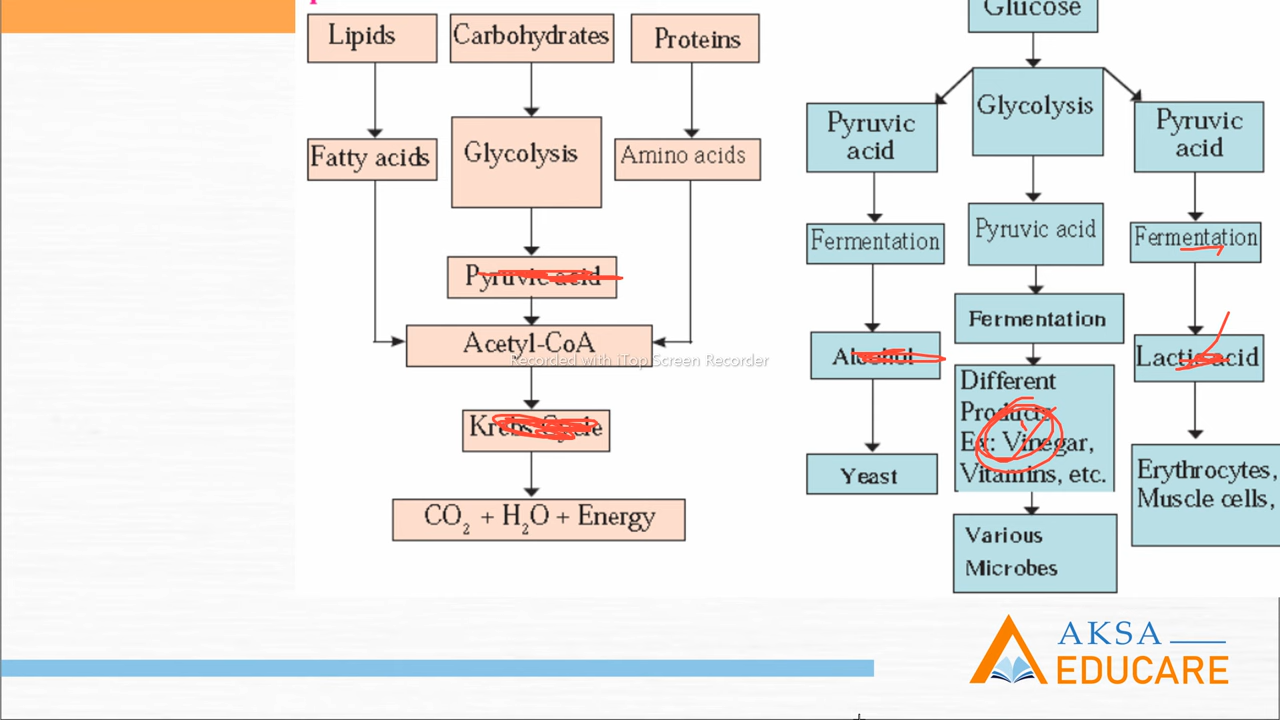 Lipids
Carbohydrates
Proteins
Fatty acids
Glycolysis
Amino acids
Pyruvic acid
Acetyl-CoA
Recorded with iTop Screen Recorder
Krebs Cycle
CO2 + H2O + Energy
Glucose
Glycolysis
Pyruvic
acid
Fermentation
Alcohol
Yeast
Pyruvic acid
Fermentation
Different
Products
Ex: Vinegar,
Vitamins, etc.
Various
Microbes
Pyruvic
acid
Fermentation
Lactic acid
Erythrocytes,
Muscle cells,
AKSA
EDUCARE